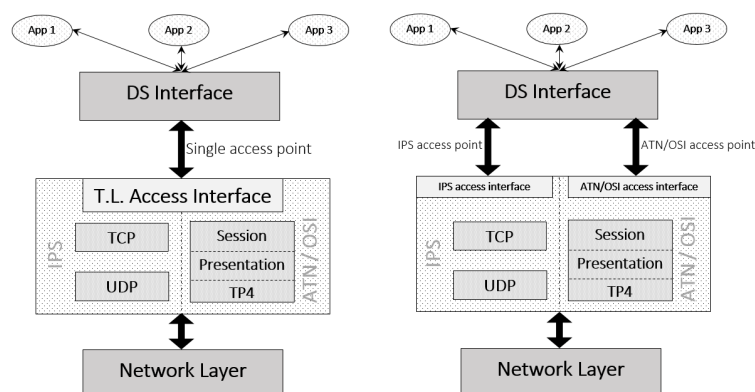 App 1
App 2
App 3
DS Interface
Single access point
T.L. Access Interface
IPS
TCP
UDP
Session
Presentation
TP4
ATN/ OSI
Network Layer
App 1
App 2
App 3
DS Interface
IPS access point
ATN/OSI access point
IPS access interface
ATN/OSI access interface
IPS
TCP
UDP
Session
Presentation
TP4
ATN/ OSI
Network Layer